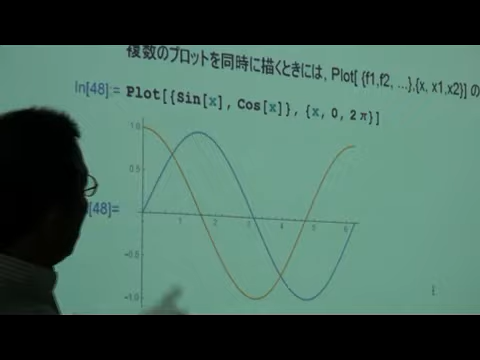 複数のプロットを同時に描くときには, Plot[ {f1,f2, ...},{x, x1,x2}] の
In[48]:= Plot[{Sin[x], Cos[x]}, {x, 0, 2π}]
[48]=
1.0
0.5
1 2 3 4 5 6
-0.5
-1.0